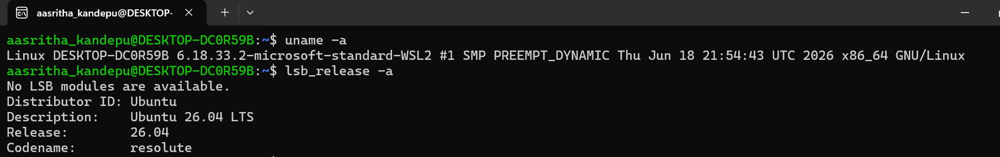 aasritha_kandepu@DESKTOP-
aasritha_kandepu@DESKTOP-DC0R59B:~$ uname -a
Linux DESKTOP-DC0R59B 6.18.33.2-microsoft-standard-WSL2 #1 SMP PREEMPT_DYNAMIC Thu Jun 18 21:54:43 UTC 2026 x86_64 GNU/Linux
aasritha_kandepu@DESKTOP-DC0R59B:~$ lsb_release -a
No LSB modules are available.
Distributor ID: Ubuntu
Description:    Ubuntu 26.04 LTS
Release:        26.04
Codename:       resolute